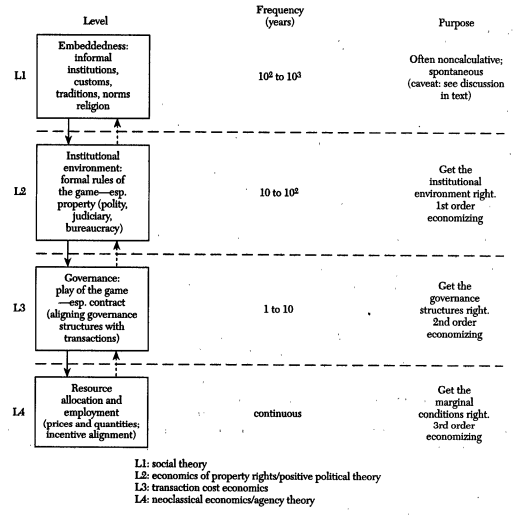 Level
Frequency
(years)
Purpose
L1
Embeddedness:
informal
institutions,
customs,
traditions, norms
religion
10² to 10³
Often noncalculative;
spontaneous
(caveat: see discussion
in text)
L2
Institutional
environment:
formal rules of
the game—esp.
property (polity,
judiciary,
bureaucracy)
10 to 10²
Get the
institutional
environment right.
1st order
economizing
L3
Governance:
play of the game
—esp. contract
(aligning governance
structures with
transactions)
1 to 10
Get the
governance
structures right.
2nd order
economizing
L4
Resource
allocation and
employment
(prices and quantities;
incentive alignment)
continuous
Get the
marginal
conditions right.
3rd order
economizing
L1: social theory
L2: economics of property rights/positive political theory
L3: transaction cost economics
L4: neoclassical economics/agency theory